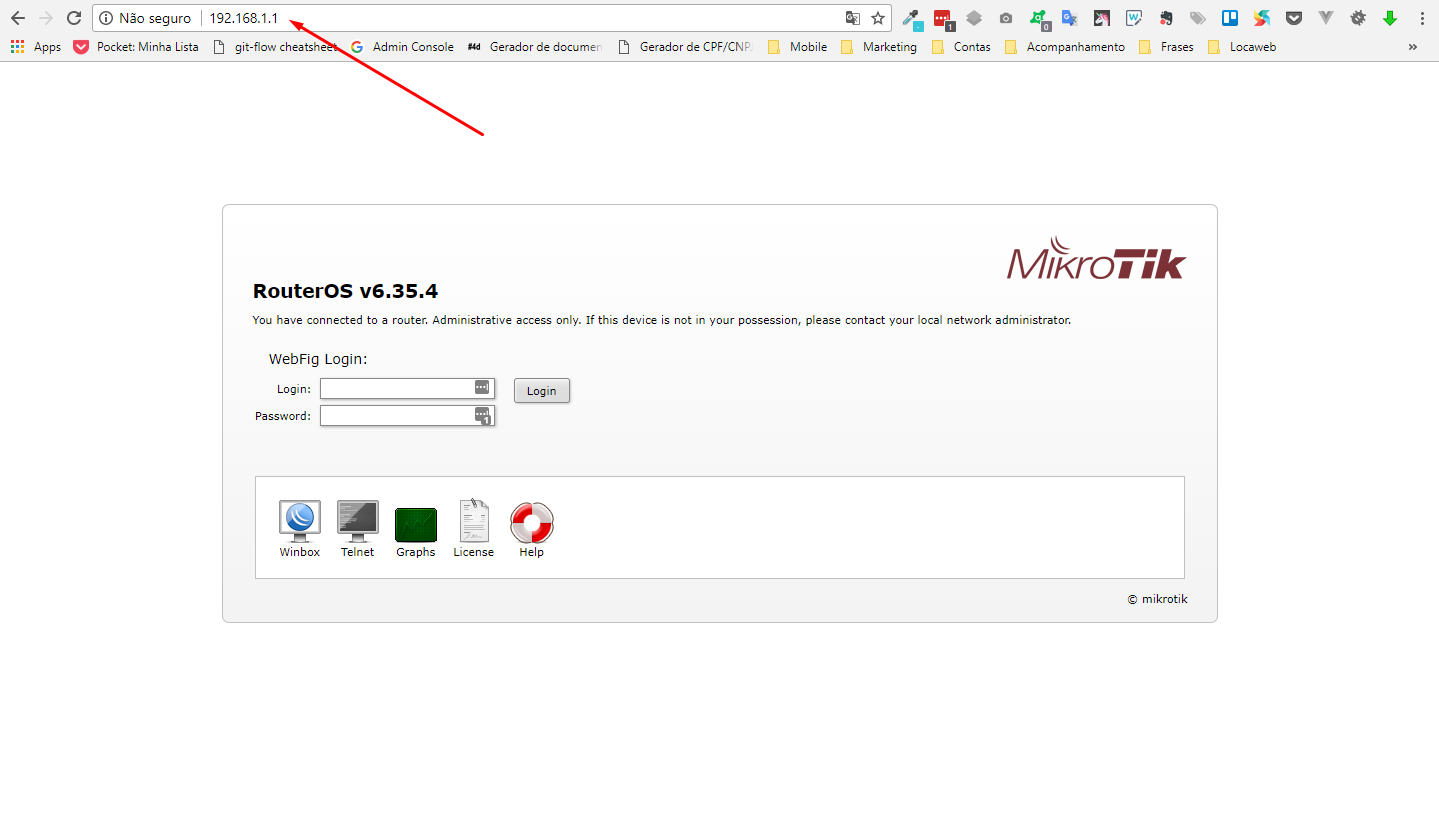 Não seguro 192.168.1.1
Apps Pocket: Minha Lista git-flow cheatsheet Admin Console #4d Gerador de documen Gerador de CPF/CNP Mobile Marketing Contas Acompanhamento Frases Locaweb »
MikroTik
RouterOS v6.35.4
You have connected to a router. Administrative access only. If this device is not in your possession, please contact your local network administrator.
WebFig Login:
Login:
Login
Password:
Winbox Telnet Graphs License Help
© mikrotik